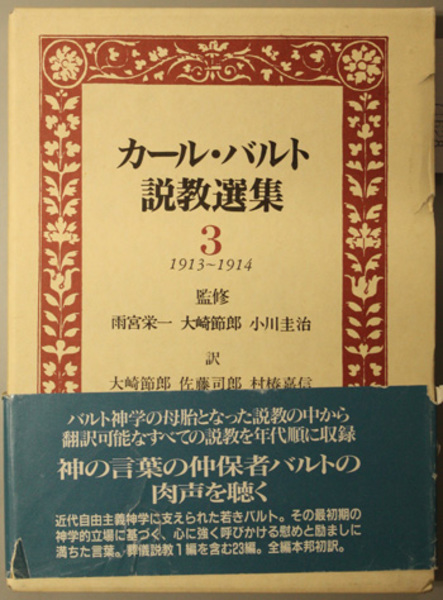 カール・バルト
説教選集
3
1913~1914
監修
雨宮栄一 大崎節郎 小川圭治
訳
大崎節郎 佐藤司郎 村椿嘉信
バルト神学の母胎となった説教の中から
翻訳可能なすべての説教を年代順に収録
神の言葉の仲保者バルトの
肉声を聴く
近代自由主義神学に支えられた若きバルト。その最初期の
神学的立場に基づく、心に強く呼びかける慰めと励ましに
満ちた言葉。葬儀説教1編を含む23編。全編本邦初訳。